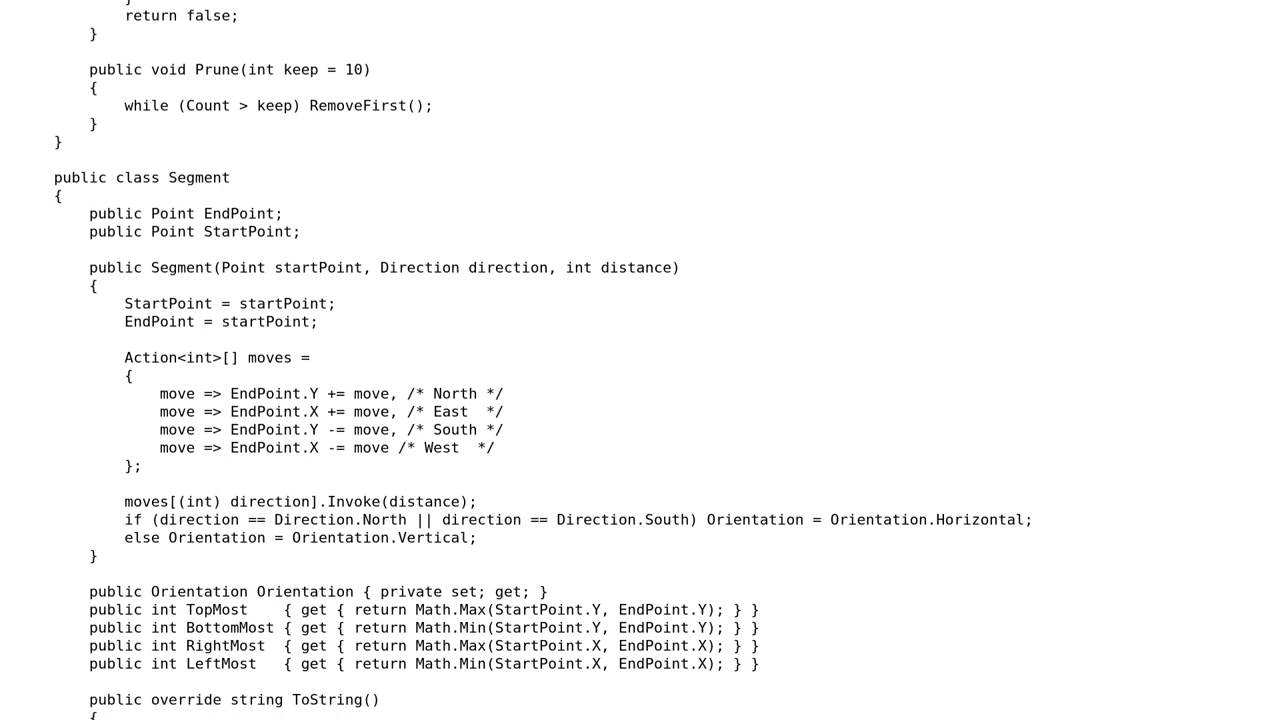 }
            return false;
        }

        public void Prune(int keep = 10)
        {
            while (Count > keep) RemoveFirst();
        }
    }

    public class Segment
    {
        public Point EndPoint;
        public Point StartPoint;

        public Segment(Point startPoint, Direction direction, int distance)
        {
            StartPoint = startPoint;
            EndPoint = startPoint;

            Action<int>[] moves =
            {
                move => EndPoint.Y += move, /* North */
                move => EndPoint.X += move, /* East  */
                move => EndPoint.Y -= move, /* South */
                move => EndPoint.X -= move /* West  */
            };

            moves[(int) direction].Invoke(distance);
            if (direction == Direction.North || direction == Direction.South) Orientation = Orientation.Horizontal;
            else Orientation = Orientation.Vertical;
        }

        public Orientation Orientation { private set; get; }
        public int TopMost    { get { return Math.Max(StartPoint.Y, EndPoint.Y); } }
        public int BottomMost { get { return Math.Min(StartPoint.Y, EndPoint.Y); } }
        public int RightMost  { get { return Math.Max(StartPoint.X, EndPoint.X); } }
        public int LeftMost   { get { return Math.Min(StartPoint.X, EndPoint.X); } }

        public override string ToString()
        {